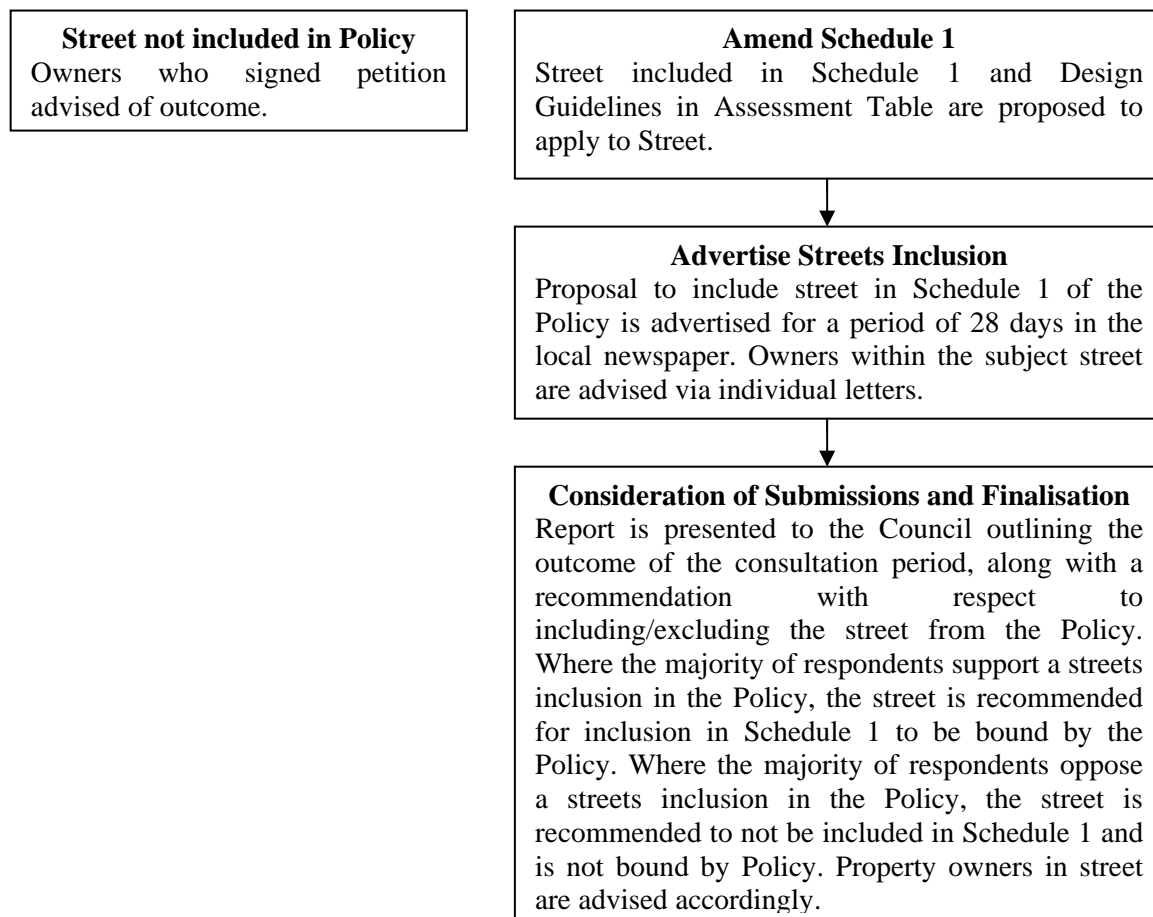 Street not included in Policy
Owners who signed petition
advised of outcome.
Amend Schedule 1
Street included in Schedule 1 and Design
Guidelines in Assessment Table are proposed to
apply to Street.
Advertise Streets Inclusion
Proposal to include street in Schedule 1 of the
Policy is advertised for a period of 28 days in the
local newspaper. Owners within the subject street
are advised via individual letters.
Consideration of Submissions and Finalisation
Report is presented to the Council outlining the
outcome of the consultation period, along with a
recommendation with respect to
including/excluding the street from the Policy.
Where the majority of respondents support a streets
inclusion in the Policy, the street is recommended
for inclusion in Schedule 1 to be bound by the
Policy. Where the majority of respondents oppose
a streets inclusion in the Policy, the street is
recommended to not be included in Schedule 1 and
is not bound by Policy. Property owners in street
are advised accordingly.